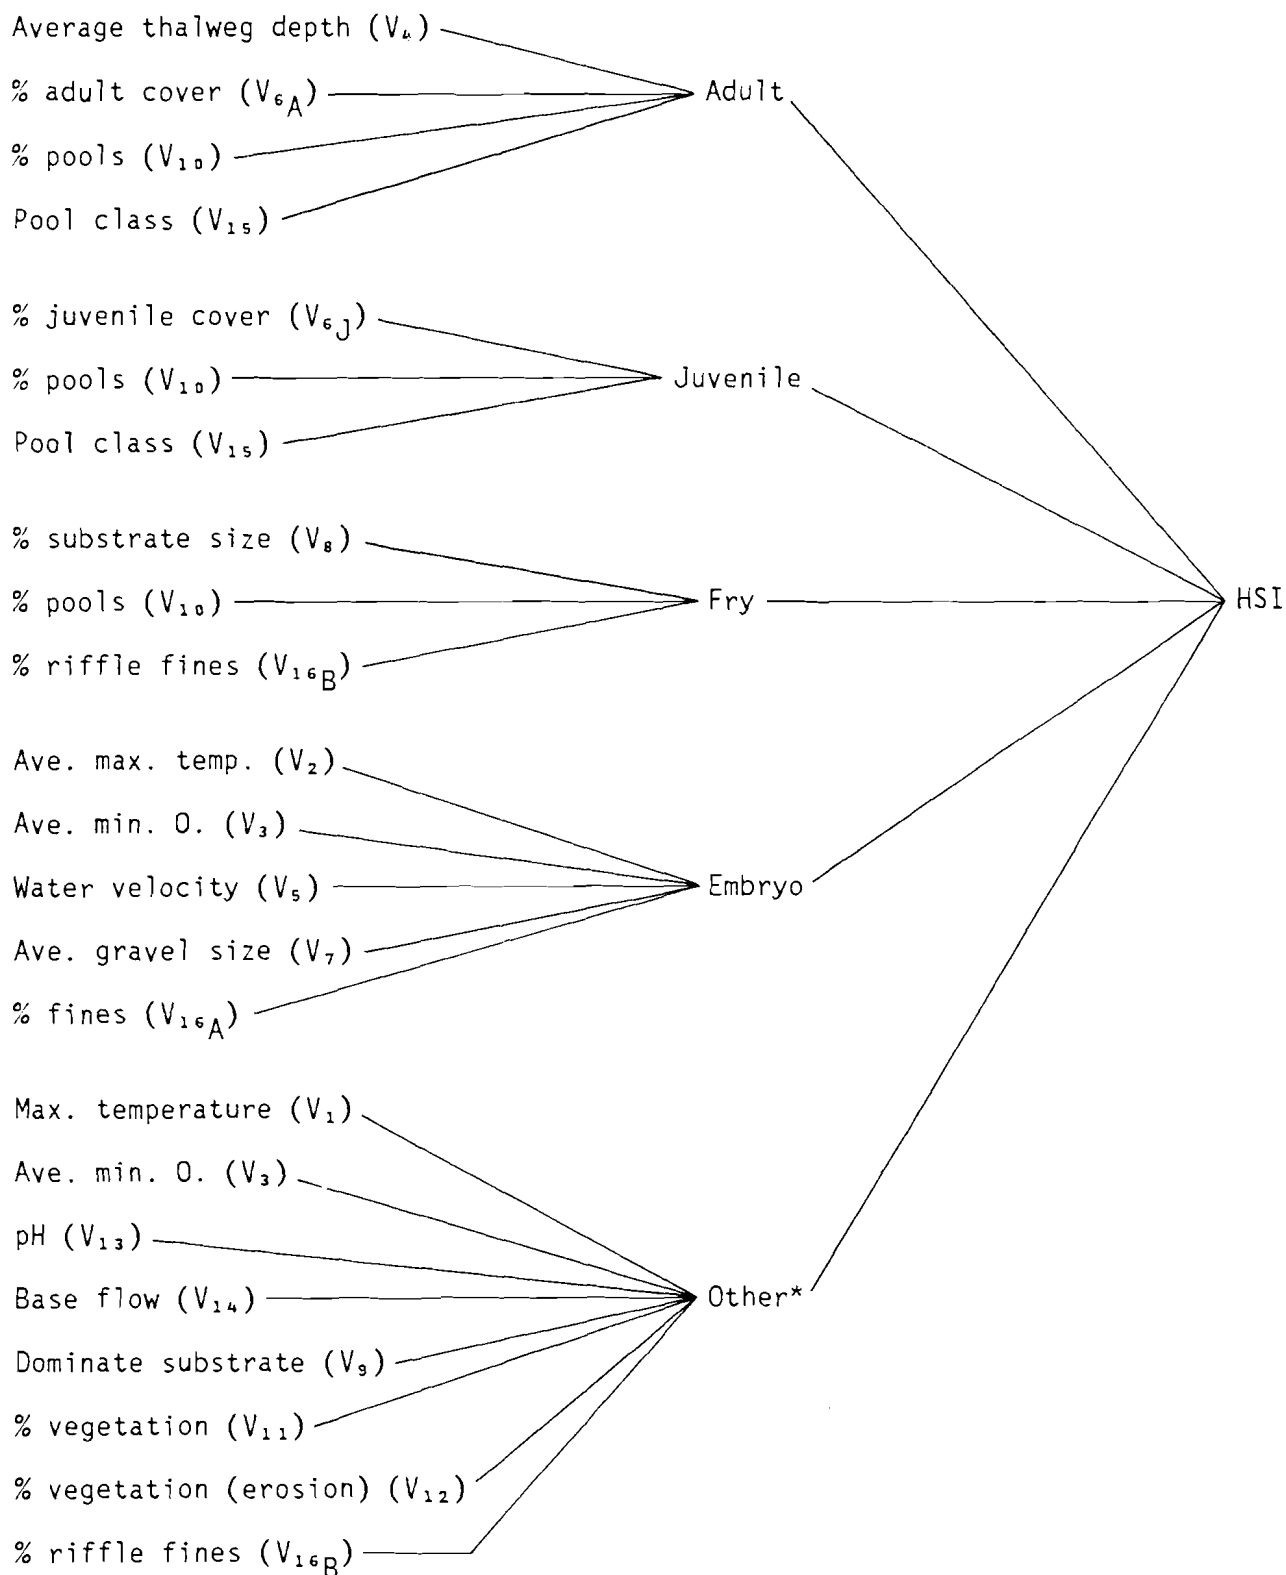 Average thalweg depth (V₄)
% adult cover (V₆A)
Adult
% pools (V₁₀)
Pool class (V₁₅)
% juvenile cover (V₆J)
% pools (V₁₀)
Juvenile
Pool class (V₁₅)
% substrate size (V₈)
% pools (V₁₀)
Fry
HSI
% riffle fines (V₁₆B)
Ave. max. temp. (V₂)
Ave. min. O. (V₃)
Water velocity (V₅)
Embryo
Ave. gravel size (V₇)
% fines (V₁₆A)
Max. temperature (V₁)
Ave. min. O. (V₃)
pH (V₁₃)
Base flow (V₁₄)
Other*
Dominate substrate (V₉)
% vegetation (V₁₁)
% vegetation (erosion) (V₁₂)
% riffle fines (V₁₆B)